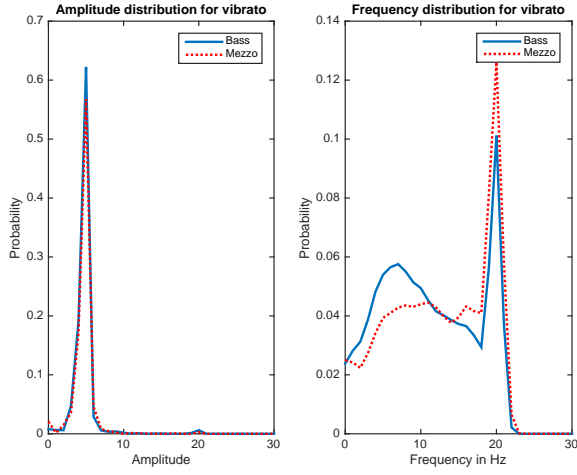 Amplitude distribution for vibrato
0.7
0.6
0.5
0.4
0.3
0.2
0.1
0
Probability
Bass
Mezzo
0 10 20 30
Amplitude
Frequency distribution for vibrato
0.14
0.12
0.1
0.08
0.06
0.04
0.02
0
Probability
Bass
Mezzo
0 10 20 30
Frequency in Hz